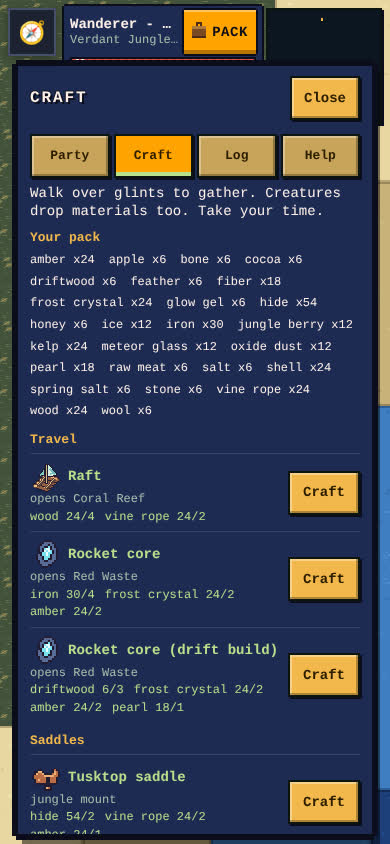 Wanderer - …
Verdant Jungle…
PACK
CRAFT
Close
Party
Craft
Log
Help
Walk over glints to gather. Creatures
drop materials too. Take your time.
Your pack
amber x24 apple x6 bone x6 cocoa x6
driftwood x6 feather x6 fiber x18
frost crystal x24 glow gel x6 hide x54
honey x6 ice x12 iron x30 jungle berry x12
kelp x24 meteor glass x12 oxide dust x12
pearl x18 raw meat x6 salt x6 shell x24
spring salt x6 stone x6 vine rope x24
wood x24 wool x6
Travel
Raft
opens Coral Reef
wood 24/4 vine rope 24/2
Craft
Rocket core
opens Red Waste
iron 30/4 frost crystal 24/2
amber 24/2
Craft
Rocket core (drift build)
opens Red Waste
driftwood 6/3 frost crystal 24/2
amber 24/2 pearl 18/1
Craft
Saddles
Tusktop saddle
jungle mount
hide 54/2 vine rope 24/2
amber 24/1
Craft